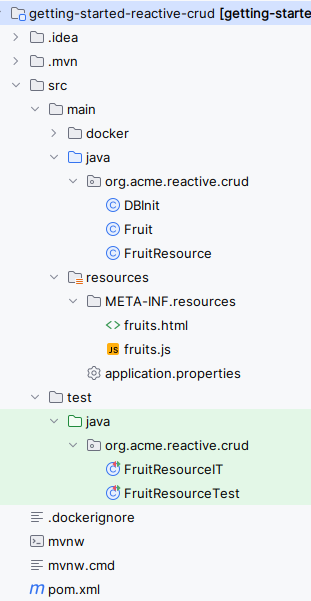 getting-started-reactive-crud [getting-starte
.idea
.mvn
src
main
docker
java
org.acme.reactive.crud
DBInit
Fruit
FruitResource
resources
META-INF.resources
fruits.html
fruits.js
application.properties
test
java
org.acme.reactive.crud
FruitResourceIT
FruitResourceTest
.dockerignore
mvnw
mvnw.cmd
pom.xml